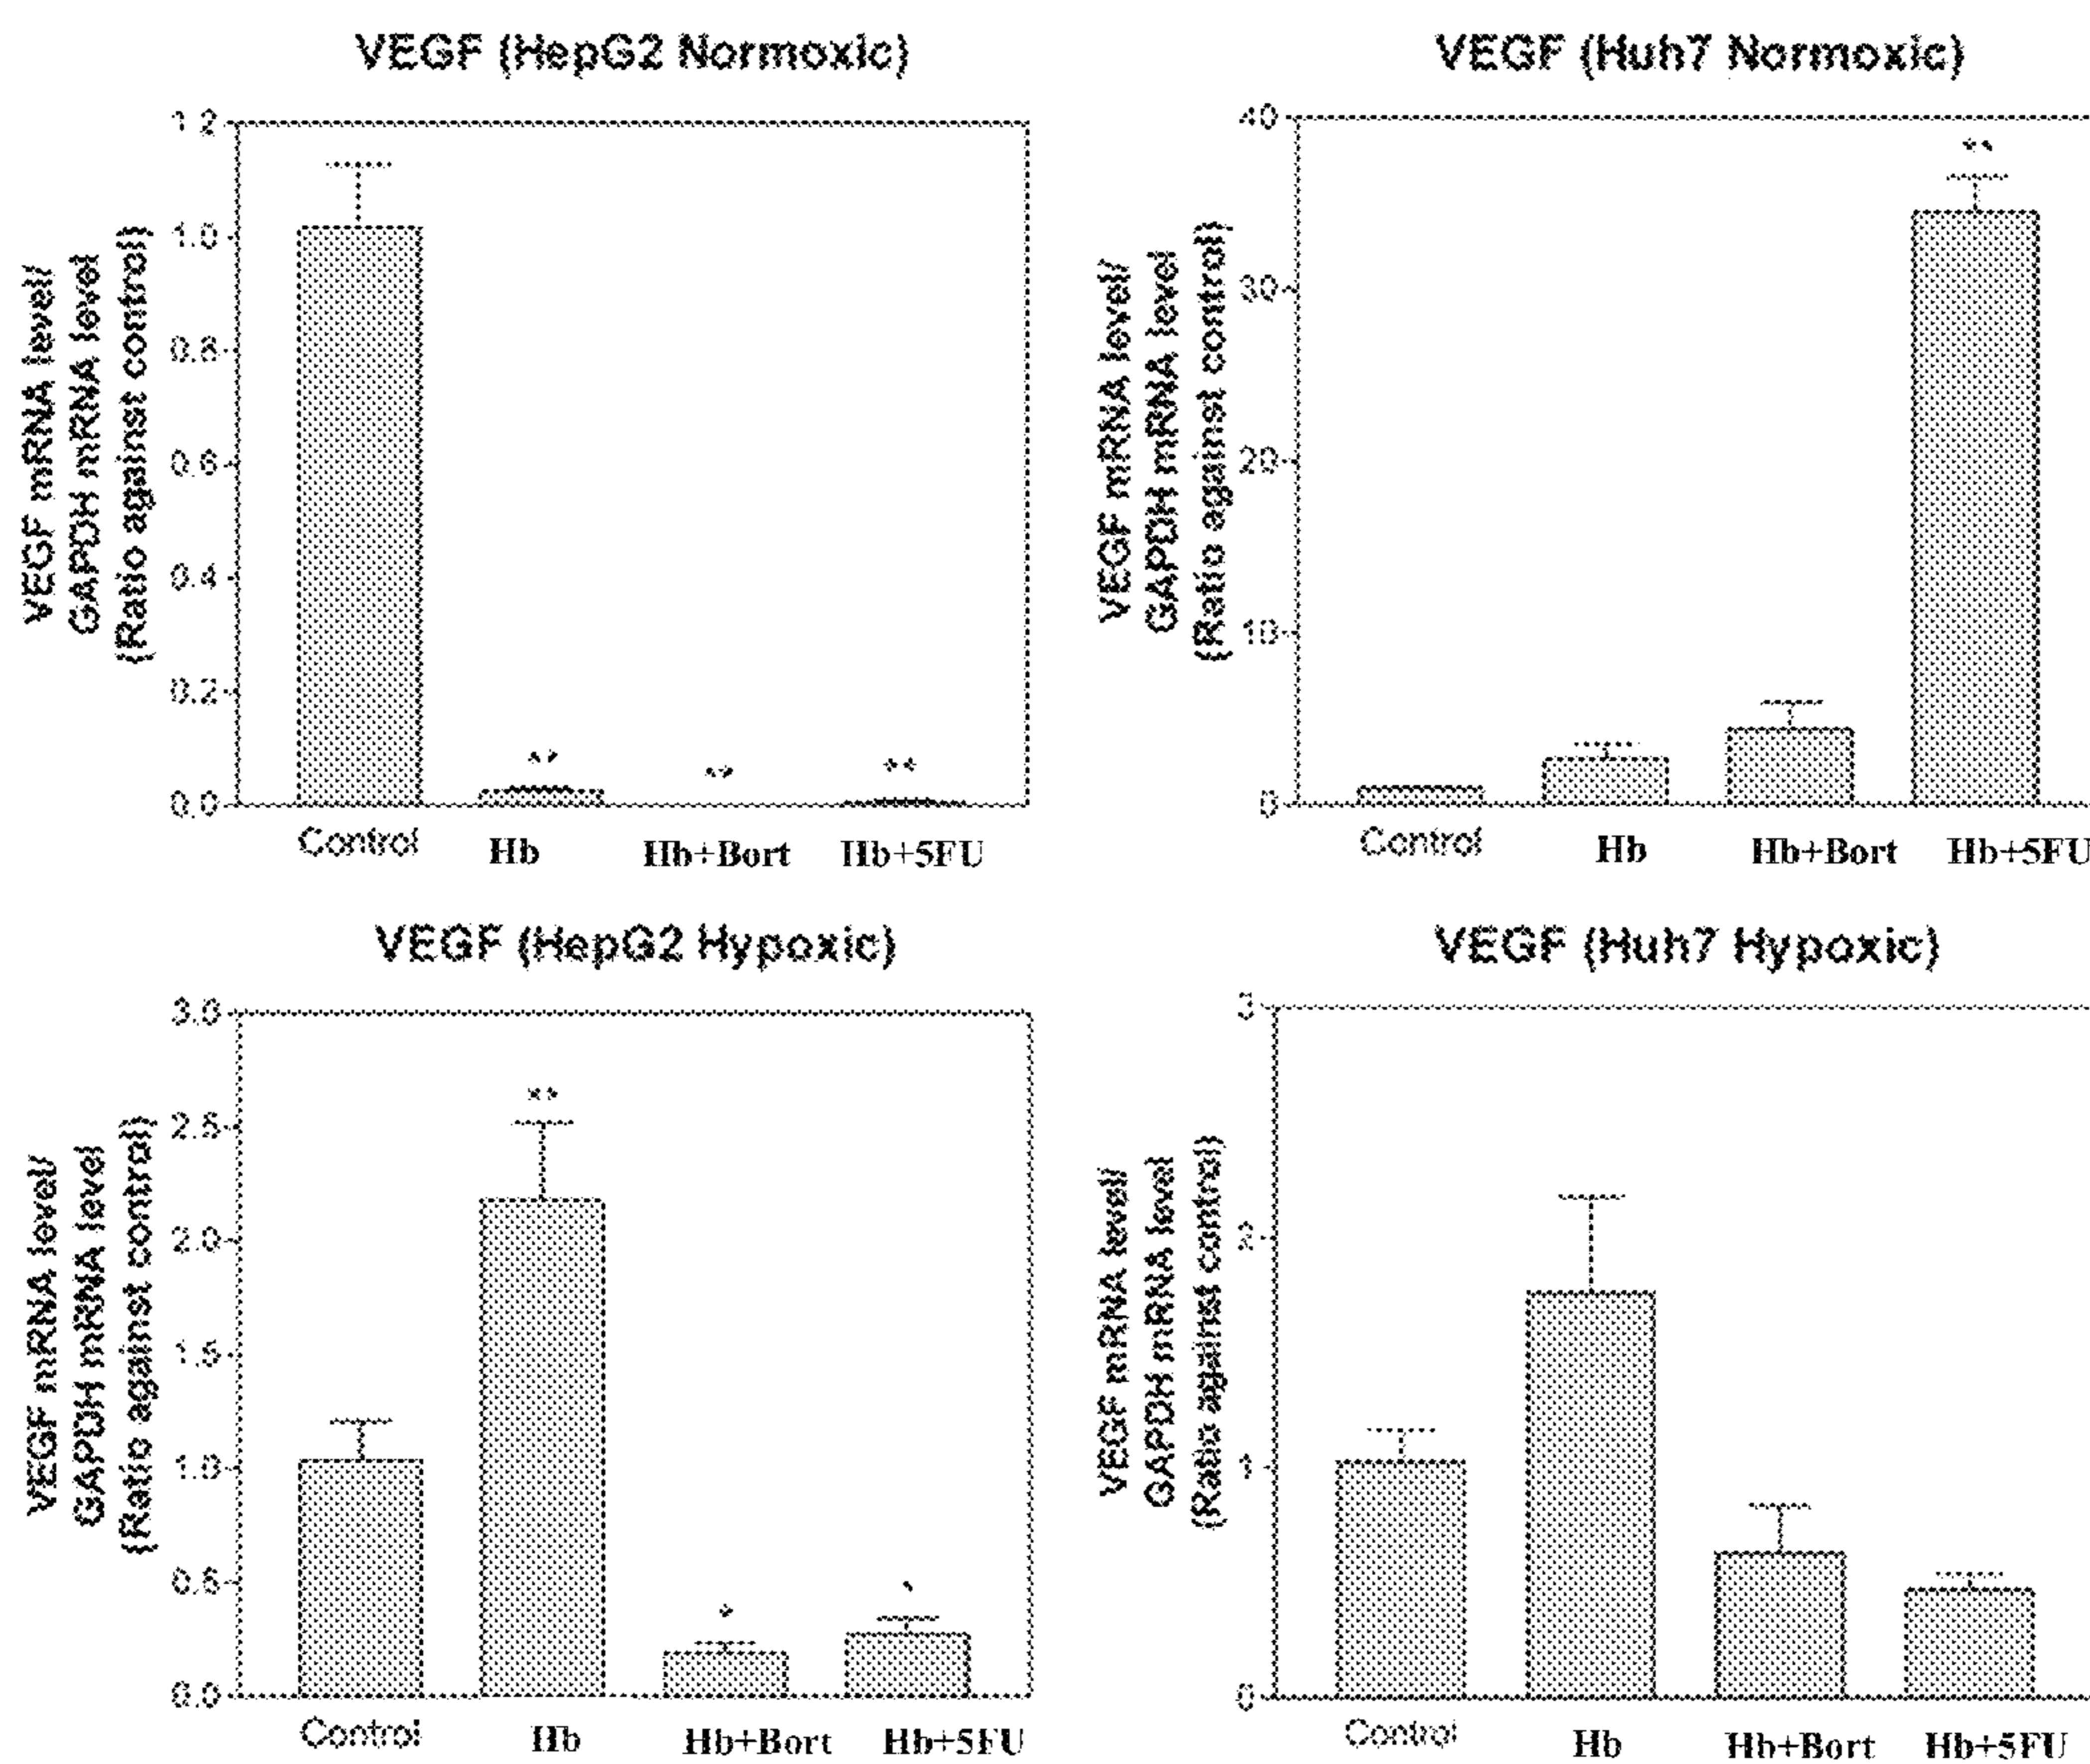 VEGF (HepG2 Normoxic)
VEGF mRNA level/
GAPDH mRNA level
(Ratio against control)
1.2
1.0
0.8
0.6
0.4
0.2
0.0
**
**
**
Control Hb Hb+Bort Hb+5FU
VEGF (Huh7 Normoxic)
VEGF mRNA level/
GAPDH mRNA level
(Ratio against control)
40
30
20
10
0
**
Control Hb Hb+Bort Hb+5FU
VEGF (HepG2 Hypoxic)
VEGF mRNA level/
GAPDH mRNA level
(Ratio against control)
3.0
2.5
2.0
1.5
1.0
0.5
0.0
**
*
*
Control Hb Hb+Bort Hb+5FU
VEGF (Huh7 Hypoxic)
VEGF mRNA level/
GAPDH mRNA level
(Ratio against control)
3
2
1
0
Control Hb Hb+Bort Hb+5FU